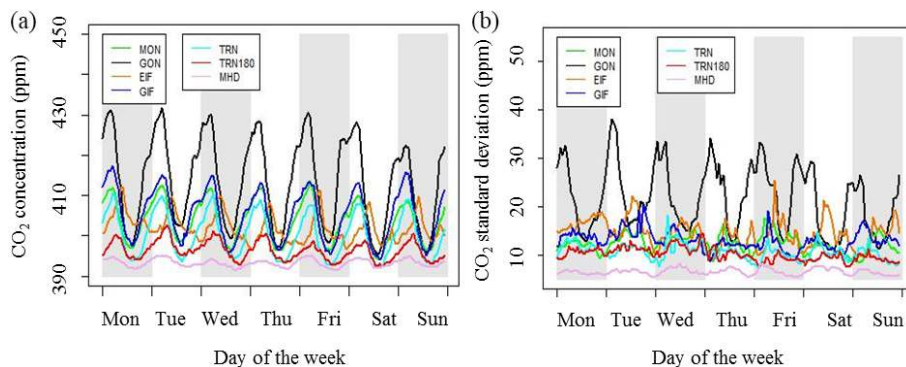 (a)
CO2 concentration (ppm)
450
430
410
390
MON
GON
EIF
GIF
TRN
TRN180
MHD
Mon Tue Wed Thu Fri Sat Sun
Day of the week
(b)
CO2 standard deviation (ppm)
50
40
30
20
10
MON
GON
EIF
GIF
TRN
TRN180
MHD
Mon Tue Wed Thu Fri Sat Sun
Day of the week